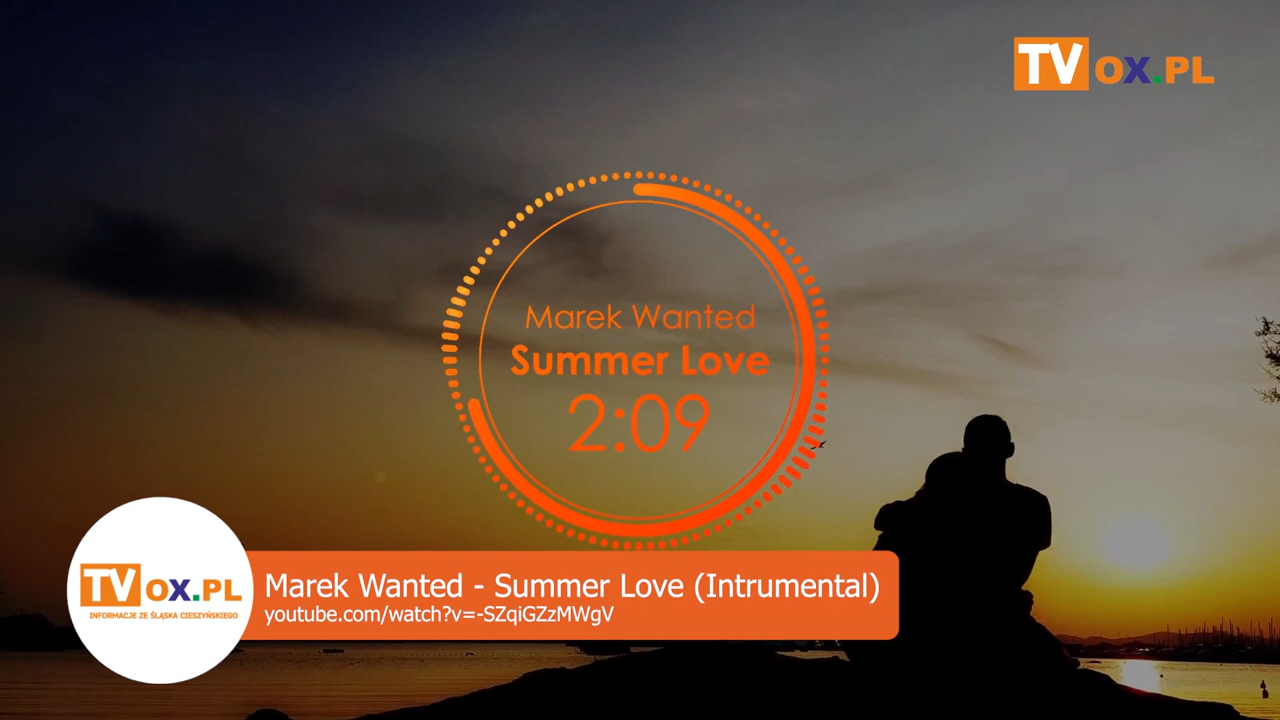 TVOX.PL
Marek Wanted
Summer Love
2:09
TVOX.PL
INFORMACJE ZE ŚLĄSKA CIESZYŃSKIEGO
Marek Wanted - Summer Love (Intrumental)
youtube.com/watch?v=-SZqiGZzMWgV